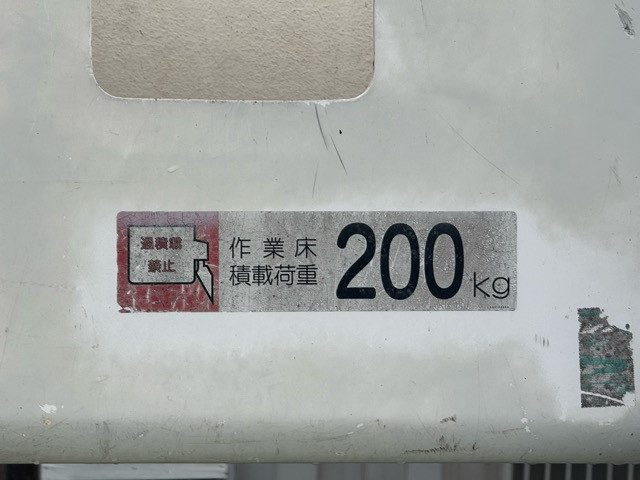 過積載
禁止
作業床
積載荷重
200kg